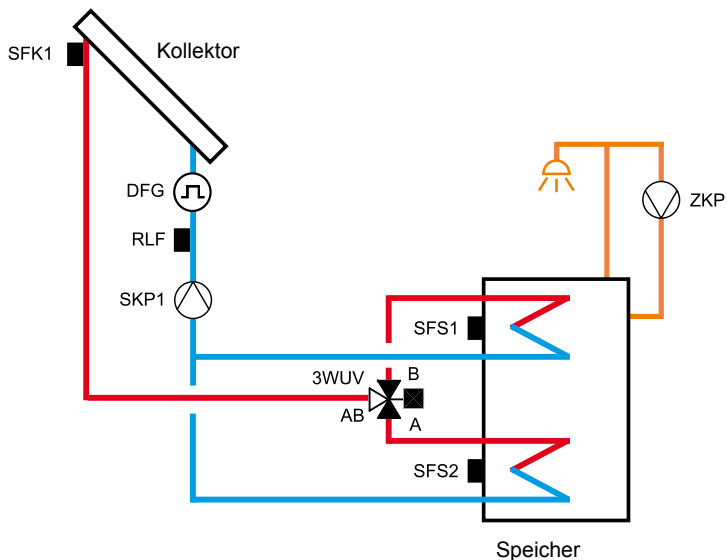 SFK1
Kollektor
DFG
ZKP
RLF
SKP1
SFS1
3WUV
B
AB
A
SFS2
Speicher